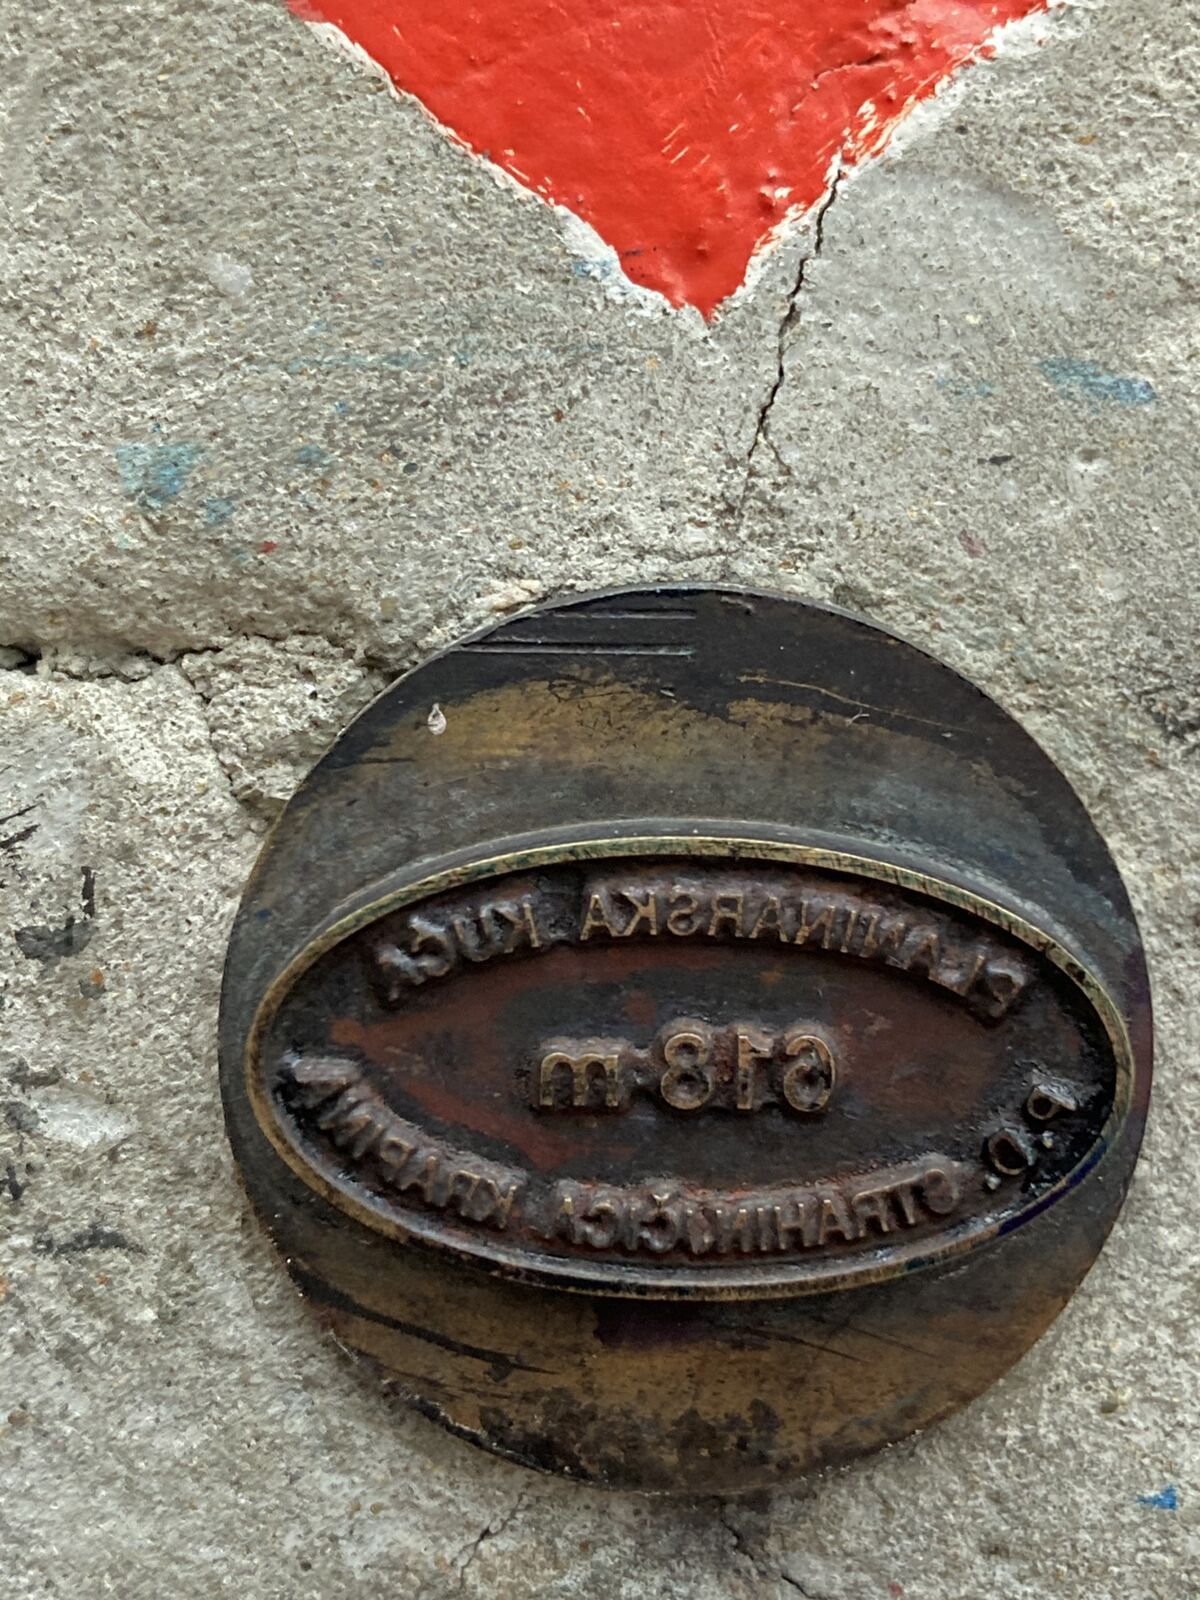 PLANINARSKA KUĆA
618 m
P.D. STRAHINJČICA KRAPINA